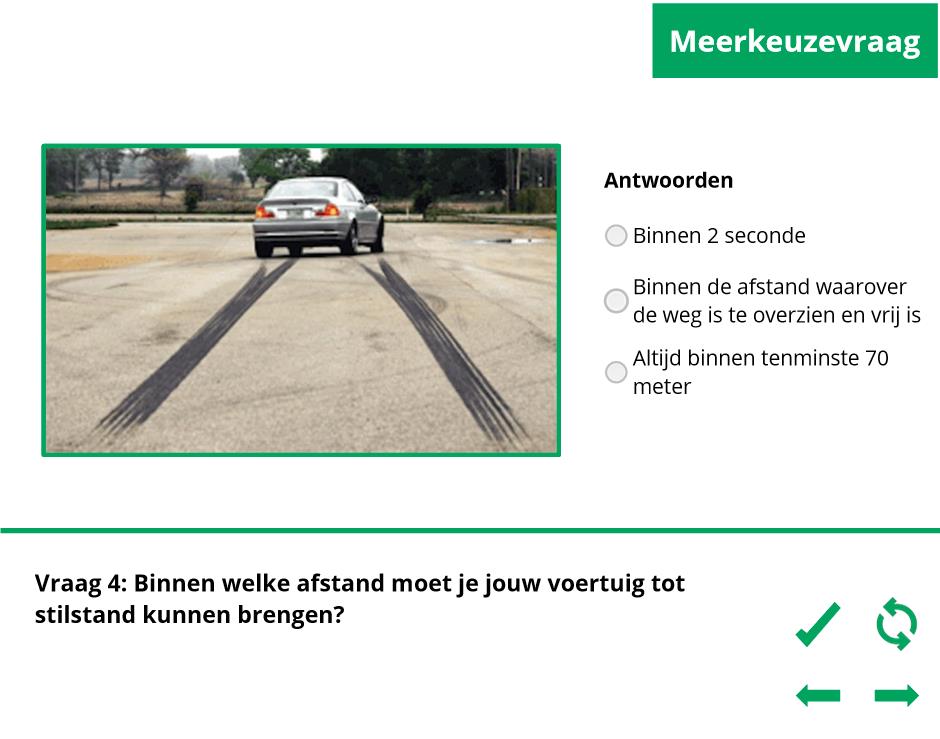 Meerkeuzevraag
Antwoorden
Binnen 2 seconde
Binnen de afstand waarover
de weg is te overzien en vrij is
Altijd binnen tenminste 70
meter
Vraag 4: Binnen welke afstand moet je jouw voertuig tot
stilstand kunnen brengen?